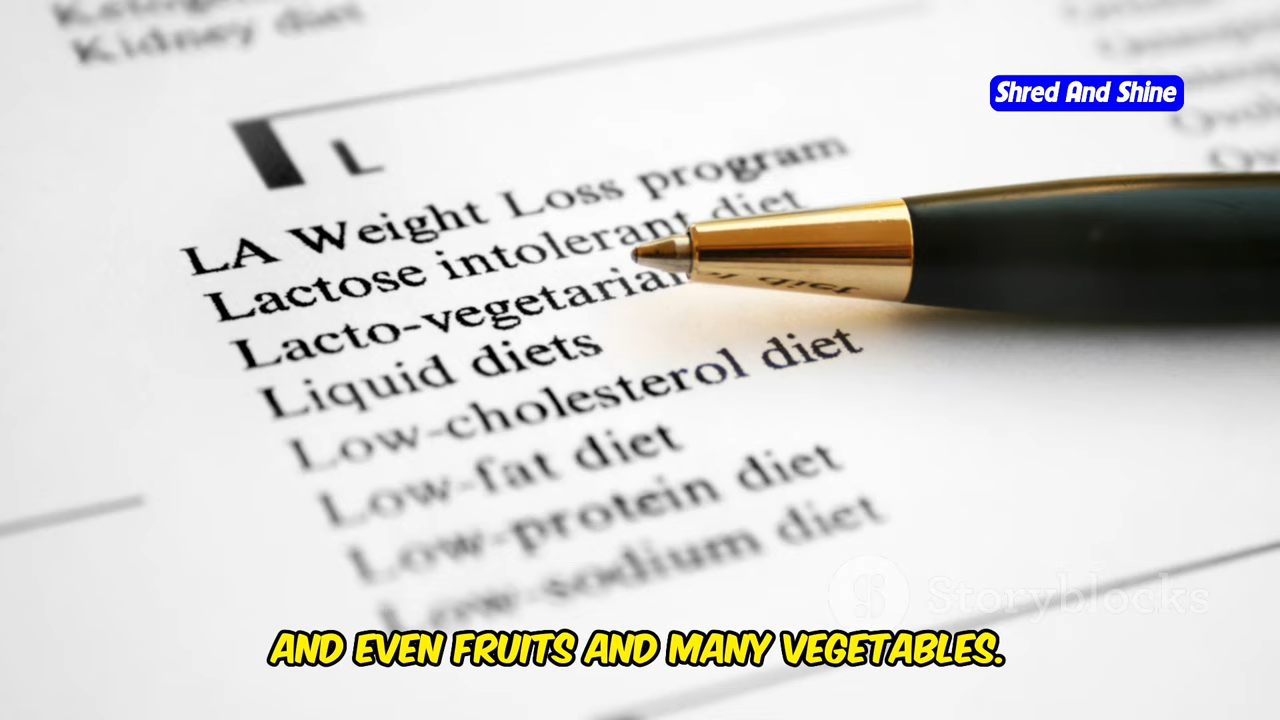 Kidney diet
Shred And Shine
L
LA Weight Loss program
Lactose intolerant diet
Lacto-vegetarian
Liquid diets
Low-cholesterol diet
Low-fat diet
Low-protein diet
Low-sodium diet
Storyblocks
AND EVEN FRUITS AND MANY VEGETABLES.